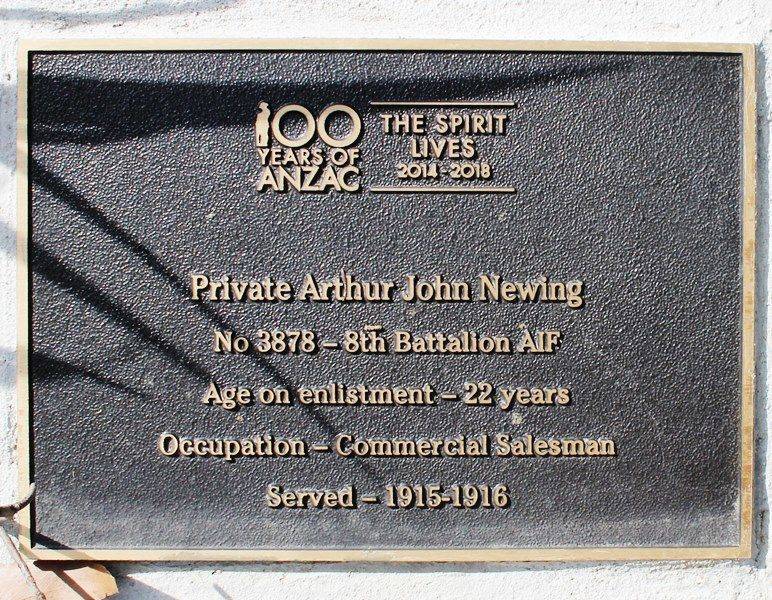 100
YEARS OF
ANZAC
THE SPIRIT
LIVES
2014-2018
Private Arthur John Newing
No 3878 – 8th Battalion AIF
Age on enlistment – 22 years
Occupation – Commercial Salesman
Served – 1915-1916